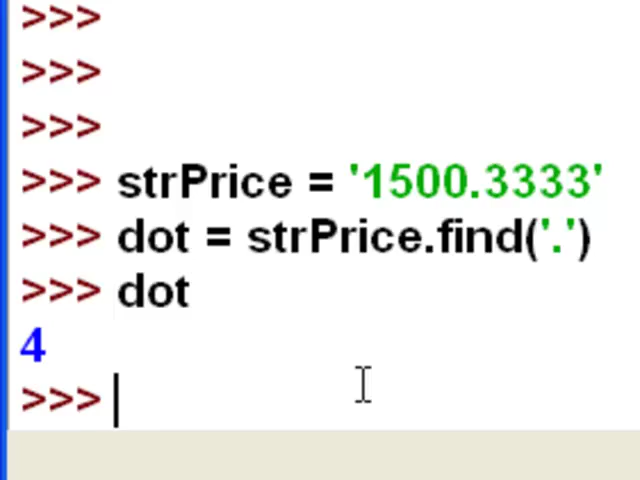 >>>
>>>
>>>
>>> strPrice = '1500.3333'
>>> dot = strPrice.find('.')
>>> dot
4
>>>